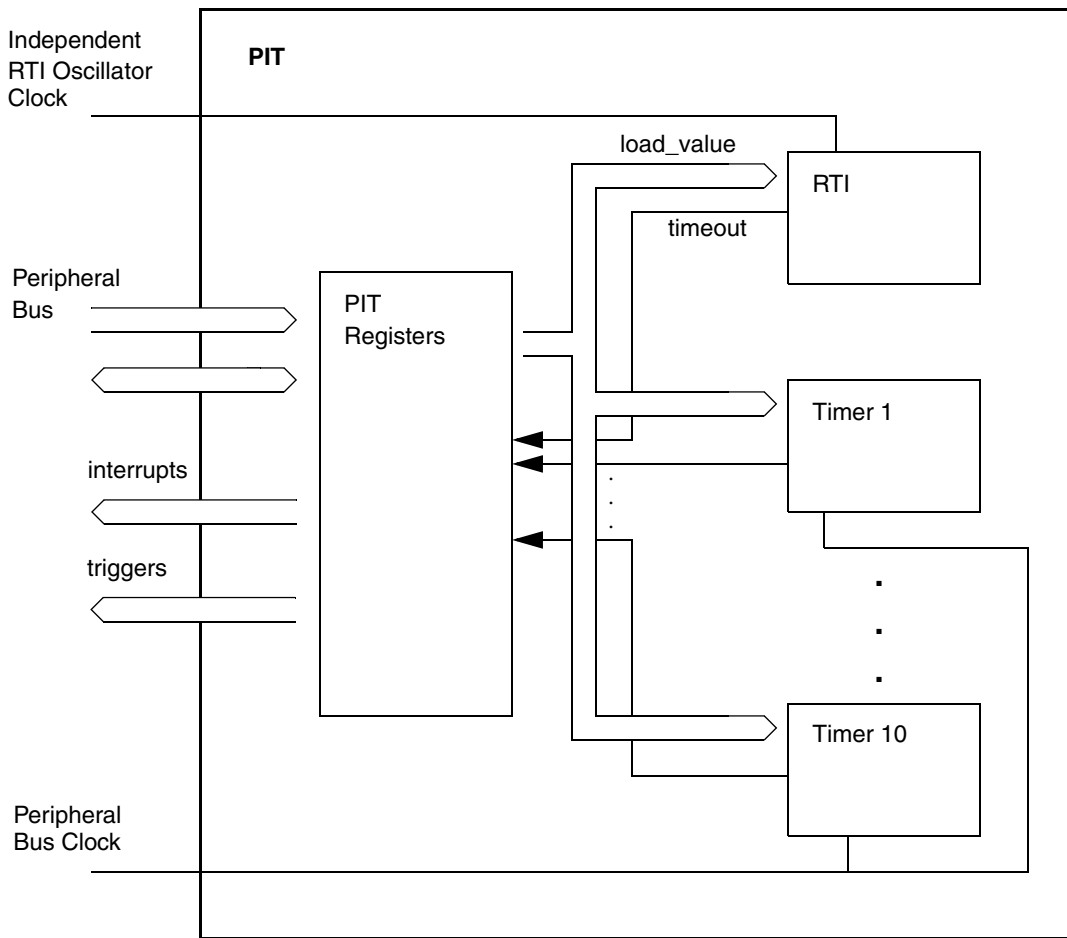 Independent
RTI Oscillator
Clock
PIT
load_value
RTI
timeout
Peripheral
Bus
PIT
Registers
Timer 1
interrupts
triggers
Timer 10
Peripheral
Bus Clock